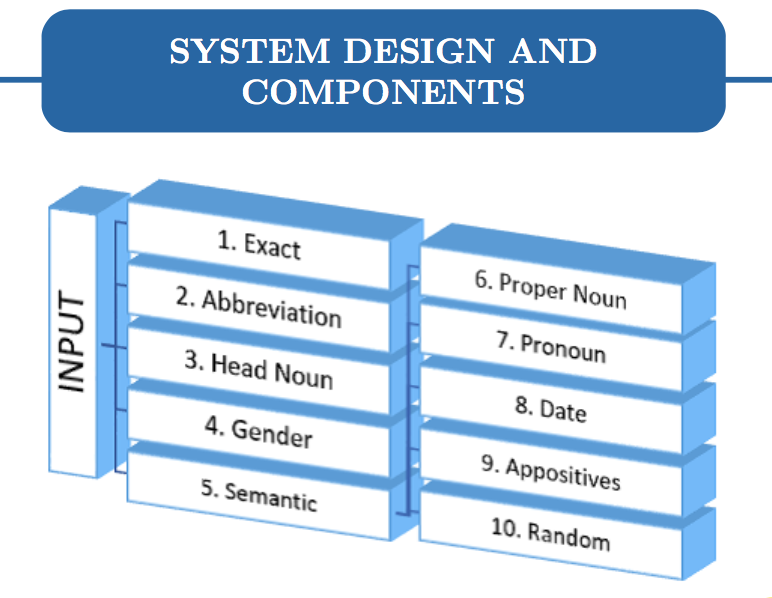 SYSTEM DESIGN AND
COMPONENTS
INPUT
1. Exact
2. Abbreviation
3. Head Noun
4. Gender
5. Semantic
6. Proper Noun
7. Pronoun
8. Date
9. Appositives
10. Random